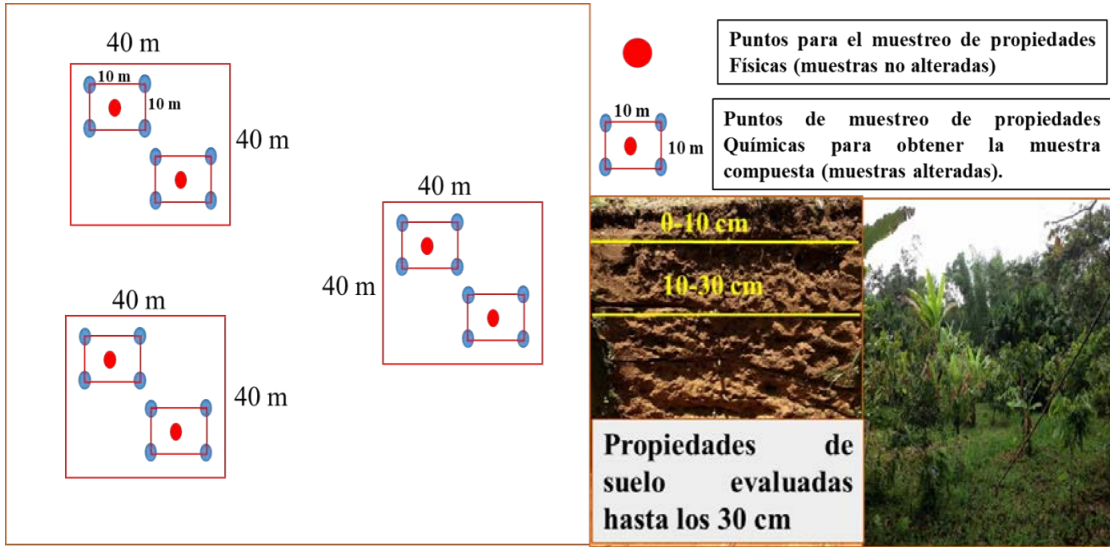 40 m
10 m
10 m
40 m
40 m
40 m
40 m
40 m
Puntos para el muestreo de propiedades
Físicas (muestras no alteradas)
10 m
10 m
Puntos de muestreo de propiedades
Químicas para obtener la muestra
compuesta (muestras alteradas).
0-10 cm
10-30 cm
Propiedades de
suelo evaluadas
hasta los 30 cm